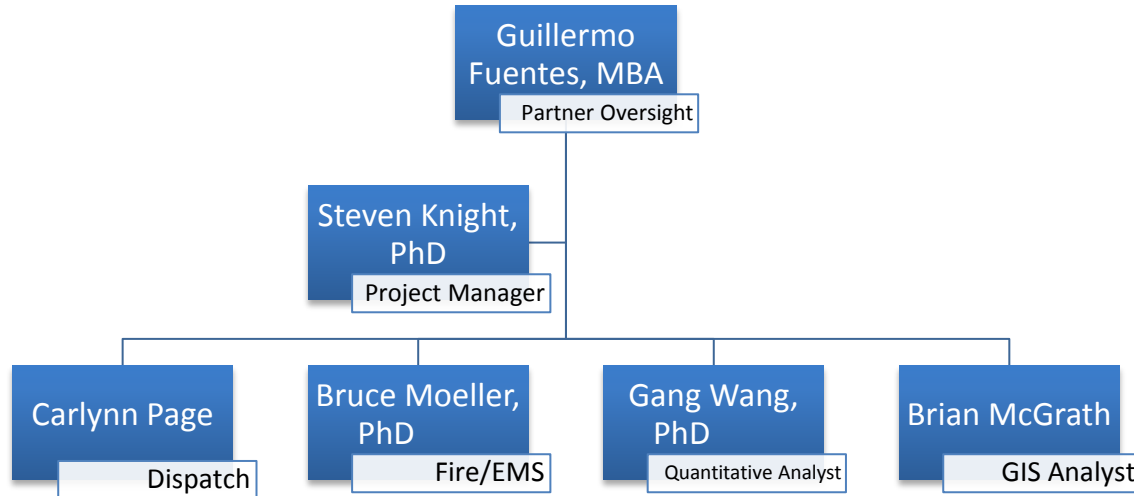 Guillermo
Fuentes, MBA
Partner Oversight
Steven Knight,
PhD
Project Manager
Carlynn Page
Dispatch
Bruce Moeller,
PhD
Fire/EMS
Gang Wang,
PhD
Quantitative Analyst
Brian McGrath
GIS Analyst